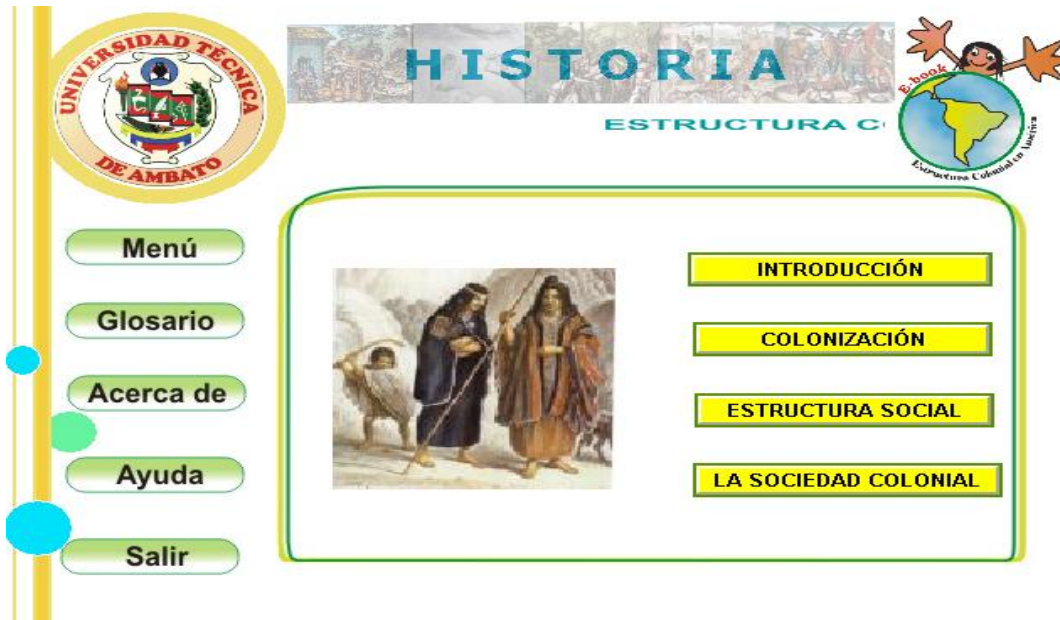 UNIVERSIDAD TÉCNICA
DE AMBATO
HISTORIA
ESTRUCTURA C
E-book
Estructura Colonial en América
Menú
Glosario
Acerca de
Ayuda
Salir
INTRODUCCIÓN
COLONIZACIÓN
ESTRUCTURA SOCIAL
LA SOCIEDAD COLONIAL